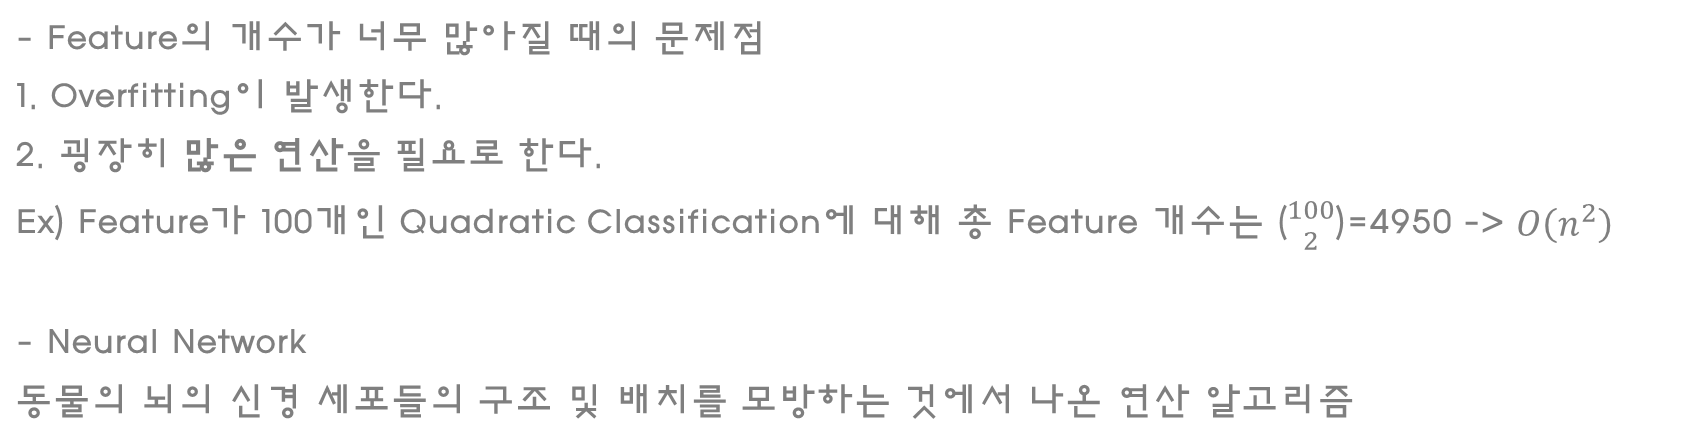 - Feature의 개수가 너무 많아질 때의 문제점
1. Overfitting이 발생한다.
2. 굉장히 많은 연산을 필요로 한다.
Ex) Feature가 100개인 Quadratic Classification에 대해 총 Feature 개수는 $\binom{100}{2}$=4950 -> $O(n^2)$
- Neural Network
동물의 뇌의 신경 세포들의 구조 및 배치를 모방하는 것에서 나온 연산 알고리즘